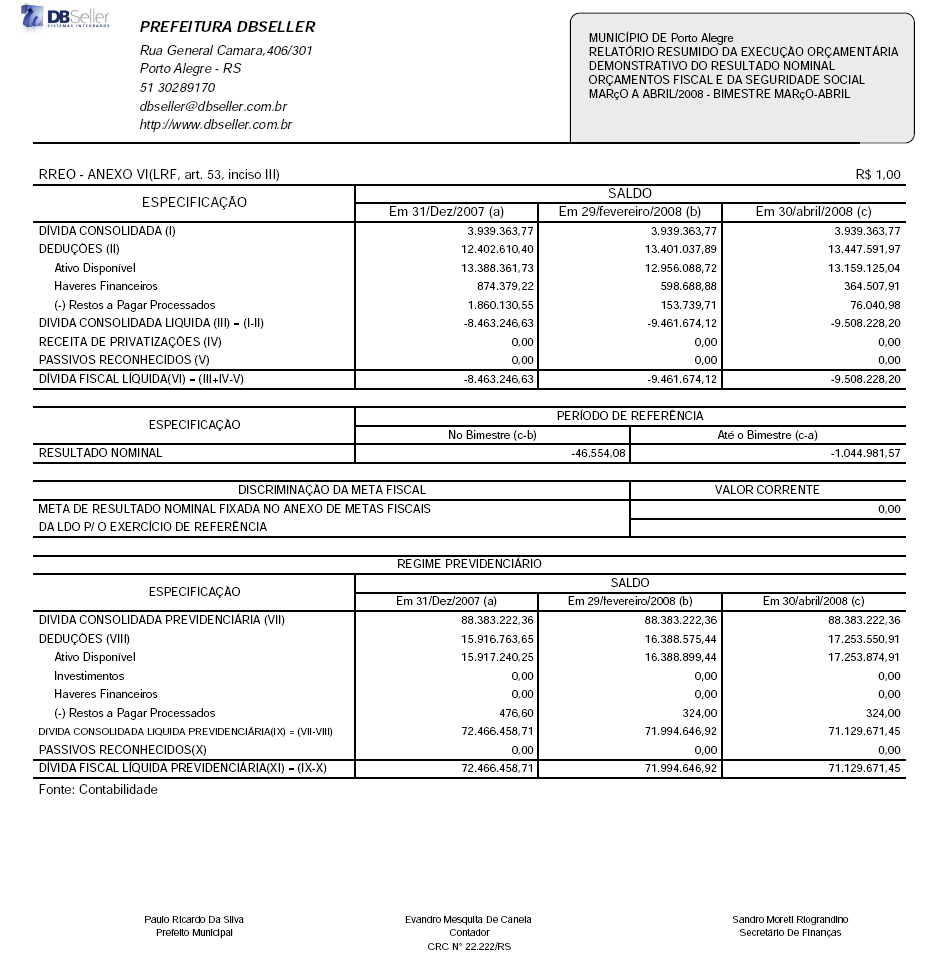 DBSeller
SISTEMAS INTEGRADOS
PREFEITURA DBSELLER
Rua General Camara,406/301
Porto Alegre - RS
51 30289170
dbseller@dbseller.com.br
http://www.dbseller.com.br
MUNICÍPIO DE Porto Alegre
RELATÓRIO RESUMIDO DA EXECUÇÃO ORÇAMENTÁRIA
DEMONSTRATIVO DO RESULTADO NOMINAL
ORÇAMENTOS FISCAL E DA SEGURIDADE SOCIAL
MARçO A ABRIL/2008 - BIMESTRE MARçO-ABRIL
RREO - ANEXO VI(LRF, art. 53, inciso III) R$ 1,00
ESPECIFICAÇÃO SALDO
Em 31/Dez/2007 (a) Em 29/fevereiro/2008 (b) Em 30/abril/2008 (c)
DÍVIDA CONSOLIDADA (I) 3.939.363,77 3.939.363,77 3.939.363,77
DEDUÇÕES (II) 12.402.610,40 13.401.037,89 13.447.591,97
Ativo Disponível 13.388.361,73 12.956.088,72 13.159.125,04
Haveres Financeiros 874.379,22 598.688,88 364.507,91
(-) Restos a Pagar Processados 1.860.130,55 153.739,71 76.040,98
DIVIDA CONSOLIDADA LIQUIDA (III) = (I-II) -8.463.246,63 -9.461.674,12 -9.508.228,20
RECEITA DE PRIVATIZAÇÕES (IV) 0,00 0,00 0,00
PASSIVOS RECONHECIDOS (V) 0,00 0,00 0,00
DÍVIDA FISCAL LÍQUIDA(VI) = (III+IV-V) -8.463.246,63 -9.461.674,12 -9.508.228,20
ESPECIFICAÇÃO PERÍODO DE REFERÊNCIA
No Bimestre (c-b) Até o Bimestre (c-a)
RESULTADO NOMINAL -46.554,08 -1.044.981,57
DISCRIMINAÇÃO DA META FISCAL VALOR CORRENTE
META DE RESULTADO NOMINAL FIXADA NO ANEXO DE METAS FISCAIS 0,00
DA LDO P/ O EXERCÍCIO DE REFERÊNCIA
REGIME PREVIDENCIÁRIO
ESPECIFICAÇÃO SALDO
Em 31/Dez/2007 (a) Em 29/fevereiro/2008 (b) Em 30/abril/2008 (c)
DIVIDA CONSOLIDADA PREVIDENCIÁRIA (VII) 88.383.222,36 88.383.222,36 88.383.222,36
DEDUÇÕES (VIII) 15.916.763,65 16.388.575,44 17.253.550,91
Ativo Disponível 15.917.240,25 16.388.899,44 17.253.874,91
Investimentos 0,00 0,00 0,00
Haveres Financeiros 0,00 0,00 0,00
(-) Restos a Pagar Processados 476,60 324,00 324,00
DIVIDA CONSOLIDADA LIQUIDA PREVIDENCIÁRIA(IX) = (VII-VIII) 72.466.458,71 71.994.646,92 71.129.671,45
PASSIVOS RECONHECIDOS(X) 0,00 0,00 0,00
DÍVIDA FISCAL LÍQUIDA PREVIDENCIÁRIA(XI) = (IX-X) 72.466.458,71 71.994.646,92 71.129.671,45
Fonte: Contabilidade
Paulo Ricardo Da Silva Evandro Mesquita De Canela Sandro Moreti Riograndino
Prefeito Municipal Contador Secretário De Finanças
CRC Nº 22.222/RS